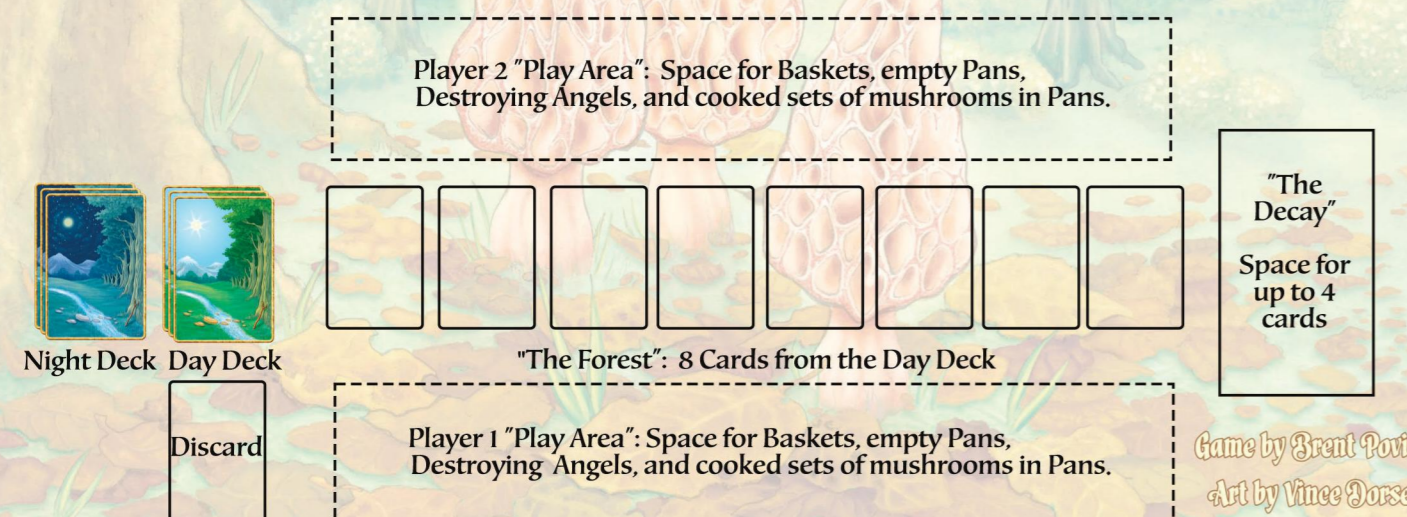 Player 2 "Play Area": Space for Baskets, empty Pans,
Destroying Angels, and cooked sets of mushrooms in Pans.
"The
Decay"
Space for
up to 4
cards
Night Deck
Day Deck
"The Forest": 8 Cards from the Day Deck
Discard
Player 1 "Play Area": Space for Baskets, empty Pans,
Destroying Angels, and cooked sets of mushrooms in Pans.
Game by Brent Povi
Art by Vince Dorse